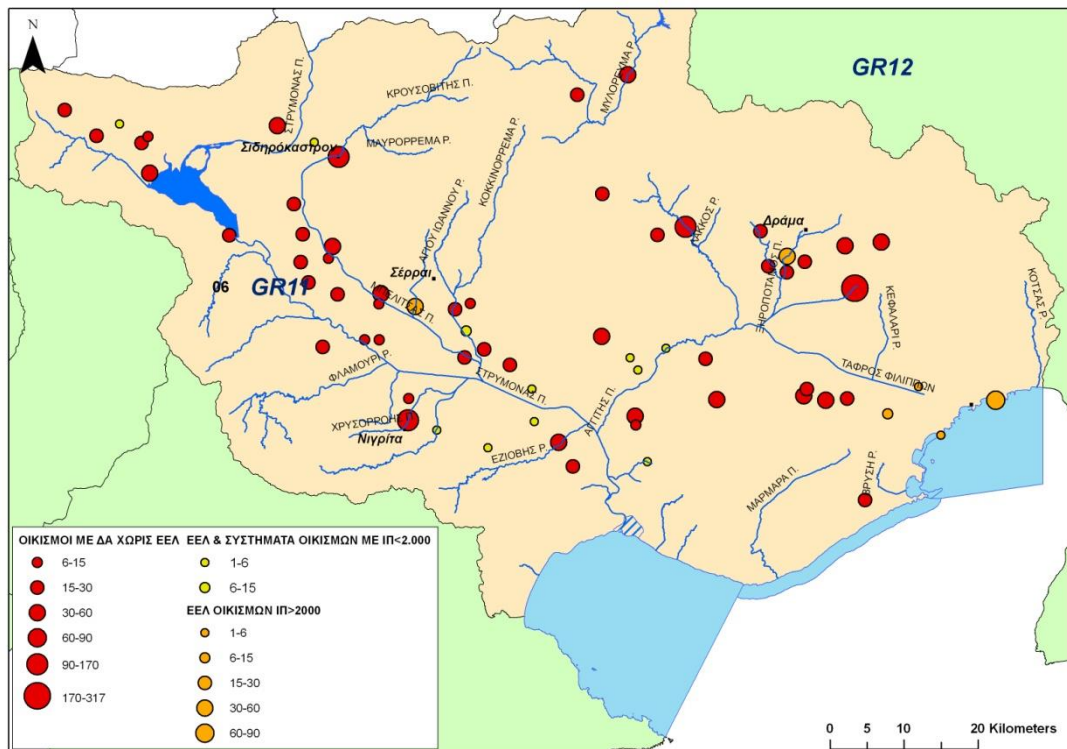 N
GR12
ΣΤΡΥΜΟΝΑΣ Π.
ΚΡΟΥΣΟΒΙΤΗΣ Π.
ΜΥΛΟΡΕΜΑ Ρ.
Σιδηρόκαστρον
ΜΑΥΡΟΡΡΕΜΑ Ρ.
ΚΟΚΚΙΝΟΡΡΕΜΑ Ρ.
ΑΓΙΟΥ ΙΩΑΝΝΟΥ Ρ.
ΛΑΚΚΟΣ Ρ.
Δράμα
ΞΗΡΟΠΟΤΑΜΟΣ Π.
Σέρραι
06
GR11
ΚΕΦΑΛΑΡΙ Ρ.
ΚΟΤΣΑΣ Ρ.
ΦΛΑΜΟΥΡΙ Ρ.
ΣΤΡΥΜΟΝΑΣ Π.
ΤΑΦΡΟΣ ΦΙΛΙΠΠΩΝ
ΑΓΓΙΤΗΣ Π.
Νιγρίτα
ΕΖΙΟΒΗΣ Ρ.
ΜΑΡΜΑΡΑ Π.
ΒΡΥΣΗ Ρ.
ΟΙΚΙΣΜΟΙ ΜΕ ΔΑ ΧΩΡΙΣ ΕΕΛ
6-15
15-30
30-60
60-90
90-170
170-317
ΕΕΛ & ΣΥΣΤΗΜΑΤΑ ΟΙΚΙΣΜΩΝ ΜΕ ΙΠ<2.000
1-6
6-15
ΕΕΛ ΟΙΚΙΣΜΩΝ ΙΠ>2000
1-6
6-15
15-30
30-60
60-90
0 5 10 20 Kilometers